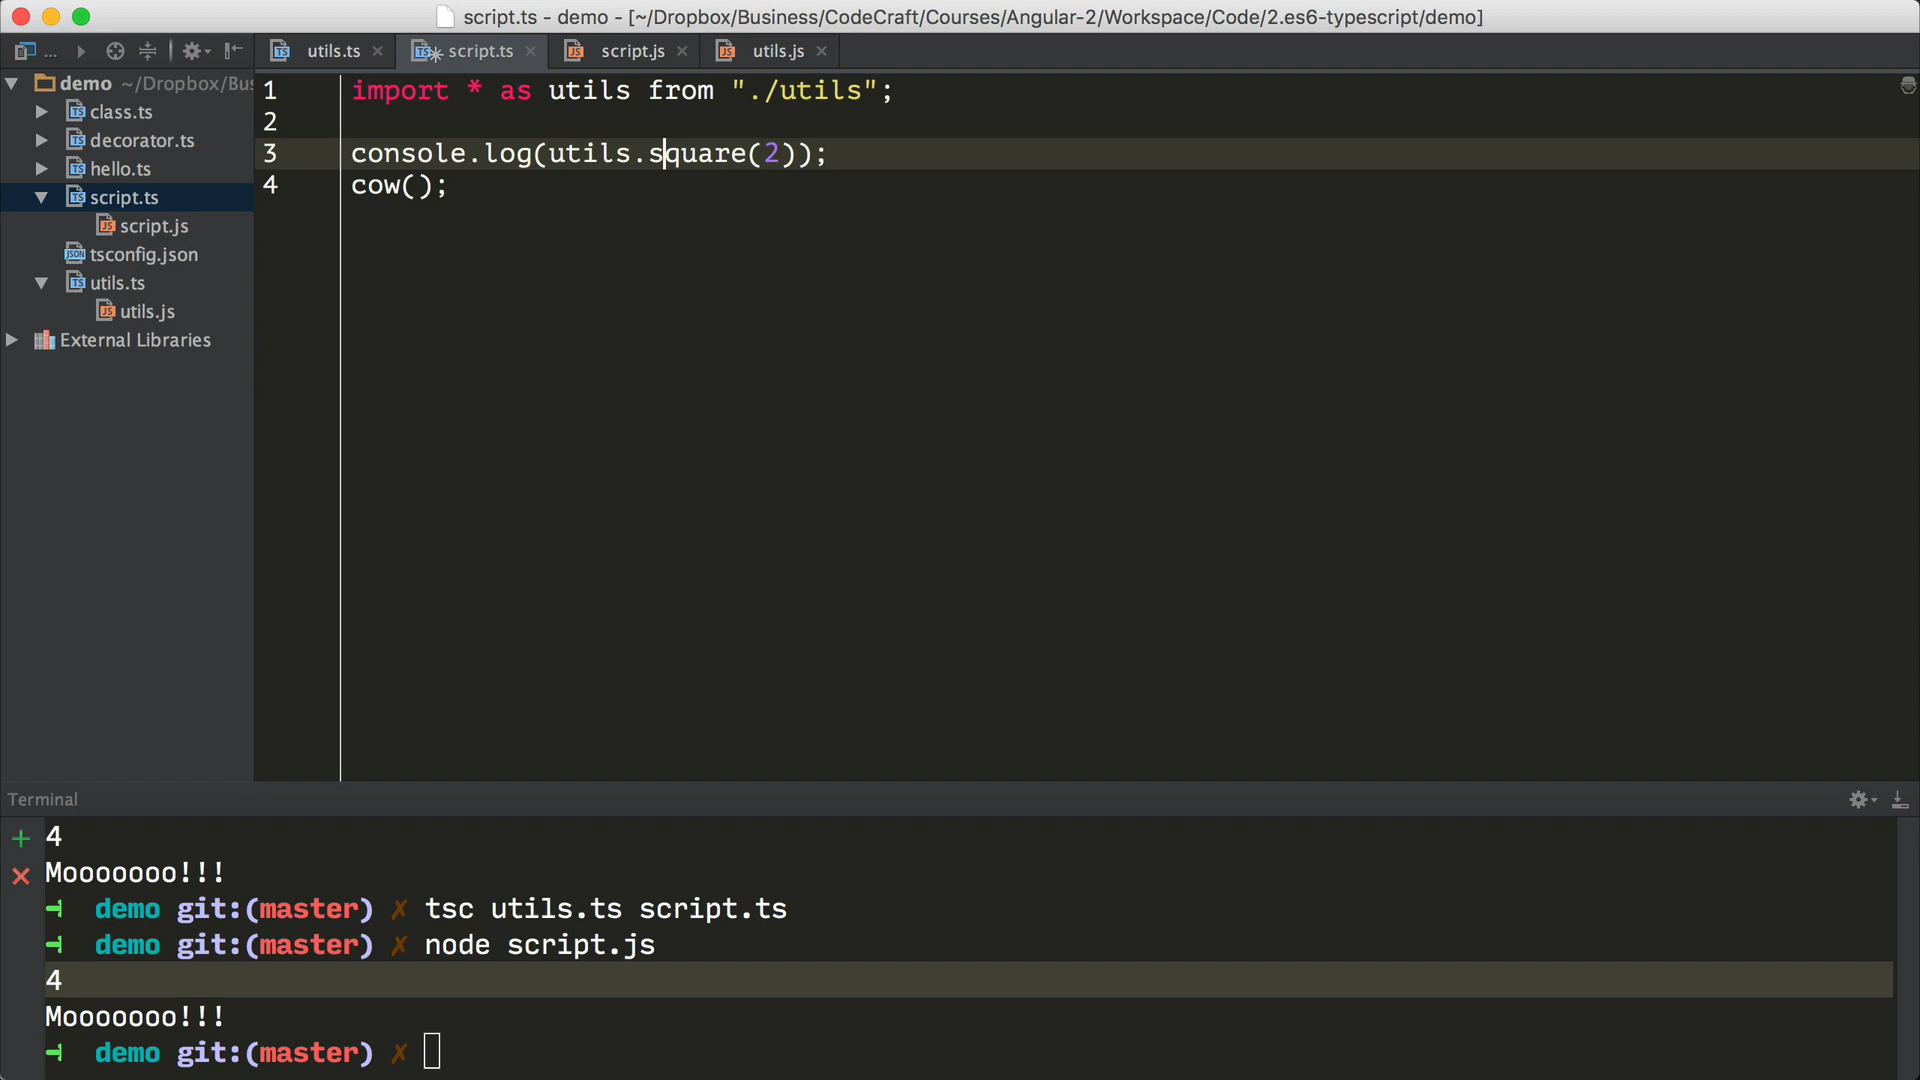 script.ts - demo - [~/Dropbox/Business/CodeCraft/Courses/Angular-2/Workspace/Code/2.es6-typescript/demo]
... utils.ts script.ts script.js utils.js
demo ~/Dropbox/Bus
class.ts
decorator.ts
hello.ts
script.ts
script.js
tsconfig.json
utils.ts
utils.js
External Libraries
1 import * as utils from "./utils";
2
3 console.log(utils.square(2));
4 cow();
Terminal
4
Mooooooo!!!
demo git:(master) ✗ tsc utils.ts script.ts
demo git:(master) ✗ node script.js
4
Mooooooo!!!
demo git:(master) ✗